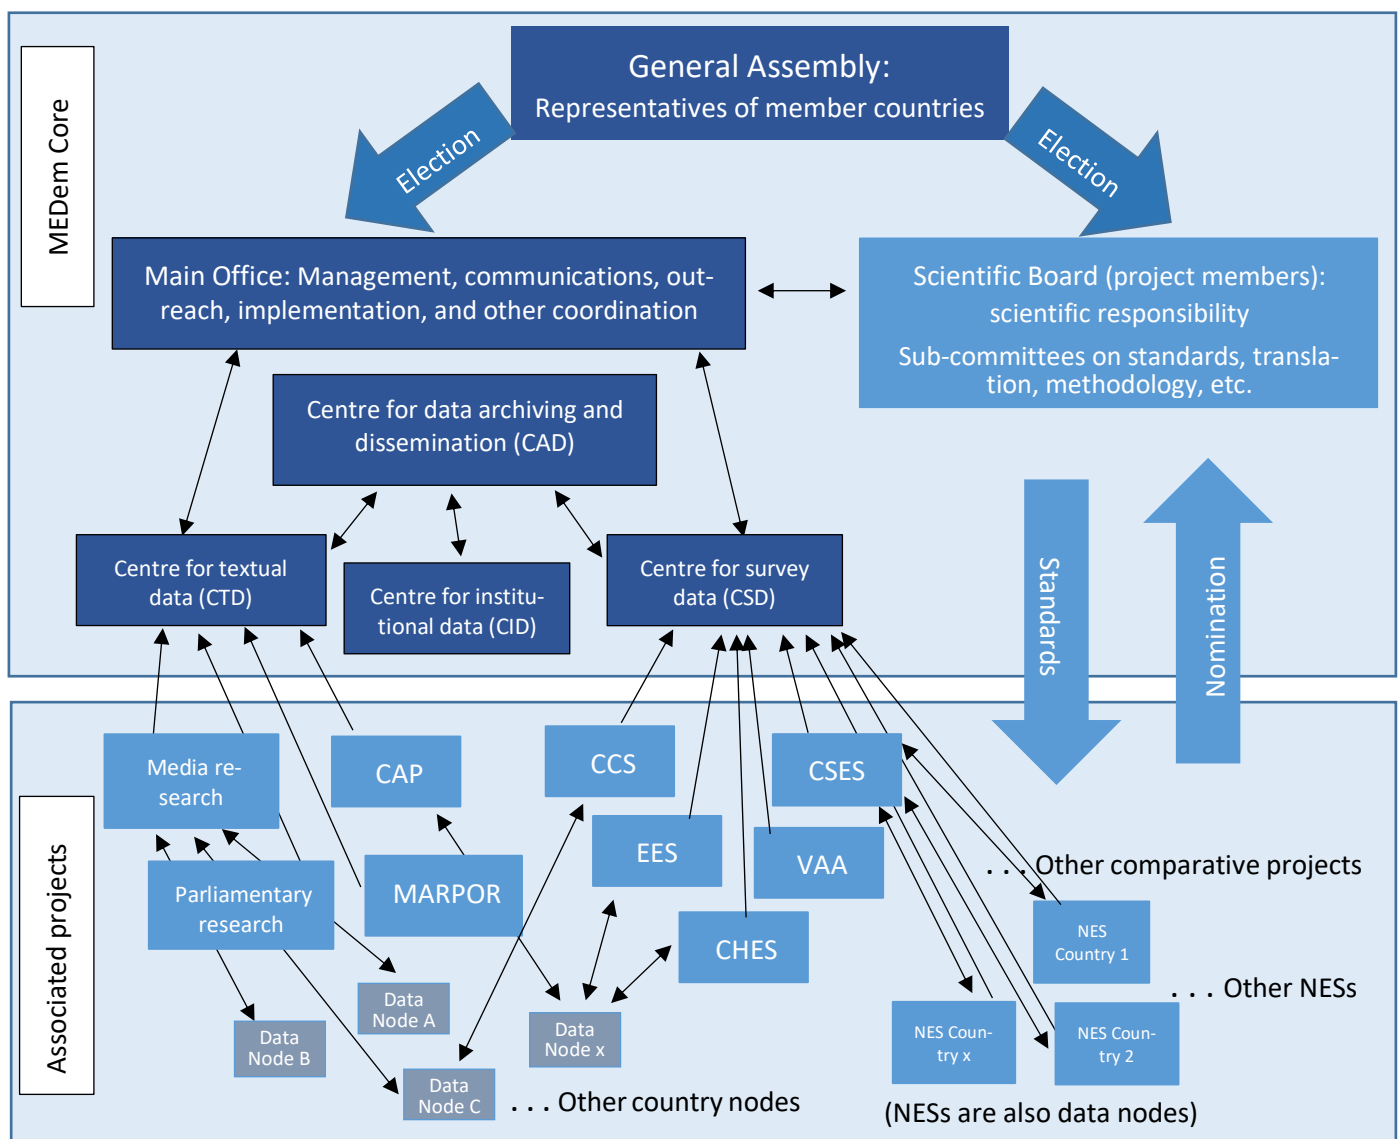 MEDem Core
General Assembly:
Representatives of member countries
Election
Election
Main Office: Management, communications, out-
reach, implementation, and other coordination
Scientific Board (project members):
scientific responsibility
Sub-committees on standards, transla-
tion, methodology, etc.
Centre for data archiving and
dissemination (CAD)
Centre for textual
data (CTD)
Centre for institu-
tional data (CID)
Centre for survey
data (CSD)
Standards
Nomination
Associated projects
Media re-
search
CAP
CCS
CSES
Parliamentary
research
MARPOR
EES
VAA
CHES
. . . Other comparative projects
NES
Country 1
. . . Other NESs
Data
Node A
Data
Node B
Data
Node x
Data
Node C
NES Coun-
try x
NES Coun-
try 2
. . . Other country nodes
(NESs are also data nodes)